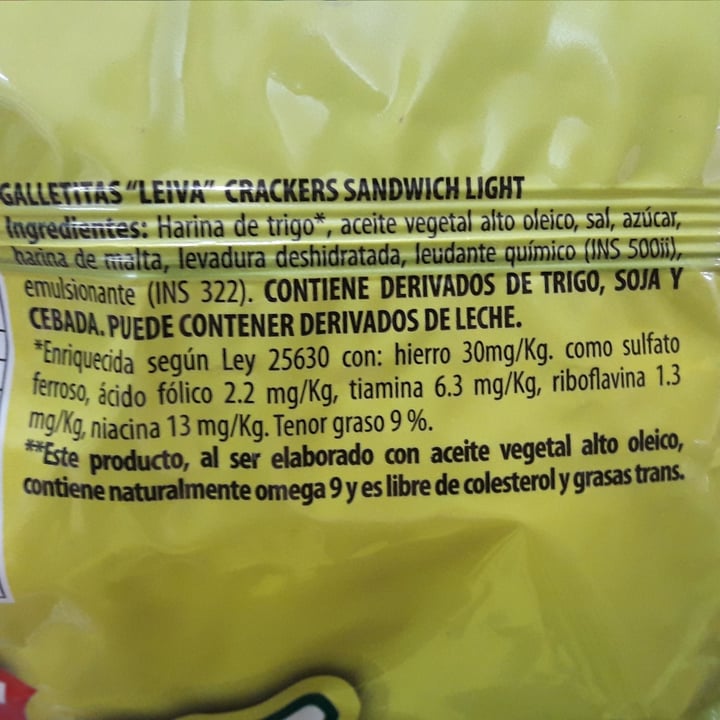 GALLETITAS "LEIVA" CRACKERS SANDWICH LIGHT
Ingredientes: Harina de trigo*, aceite vegetal alto oleico, sal, azúcar,
harina de malta, levadura deshidratada, leudante químico (INS 500ii),
emulsionante (INS 322). CONTIENE DERIVADOS DE TRIGO, SOJA Y
CEBADA. PUEDE CONTENER DERIVADOS DE LECHE.
*Enriquecida según Ley 25630 con: hierro 30mg/Kg. como sulfato
ferroso, ácido fólico 2.2 mg/Kg, tiamina 6.3 mg/Kg, riboflavina 1.3
mg/Kg, niacina 13 mg/Kg. Tenor graso 9 %.
**Este producto, al ser elaborado con aceite vegetal alto oleico,
contiene naturalmente omega 9 y es libre de colesterol y grasas trans.